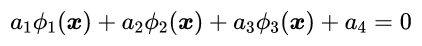 a₁ϕ₁(𝒙) + a₂ϕ₂(𝒙) + a₃ϕ₃(𝒙) + a₄ = 0